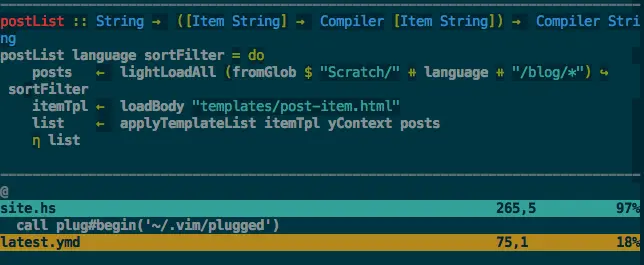 postList :: String → ([Item String] → Compiler [Item String]) → Compiler Stri
ng
postList language sortFilter = do
posts ← lightLoadAll (fromGlob $ "Scratch/" ⧺ language ⧺ "/blog/*") ↪
sortFilter
itemTpl ← loadBody "templates/post-item.html"
list ← applyTemplateList itemTpl yContext posts
η list
@
site.hs 265,5 97%
call plug#begin('~/.vim/plugged')
latest.ymd 75,1 18%